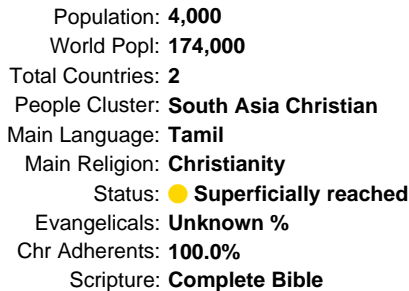 Population: 4,000
World Popl: 174,000
Total Countries: 2
People Cluster: South Asia Christian
Main Language: Tamil
Main Religion: Christianity
Status: Superficially reached
Evangelicals: Unknown %
Chr Adherents: 100.0%
Scripture: Complete Bible